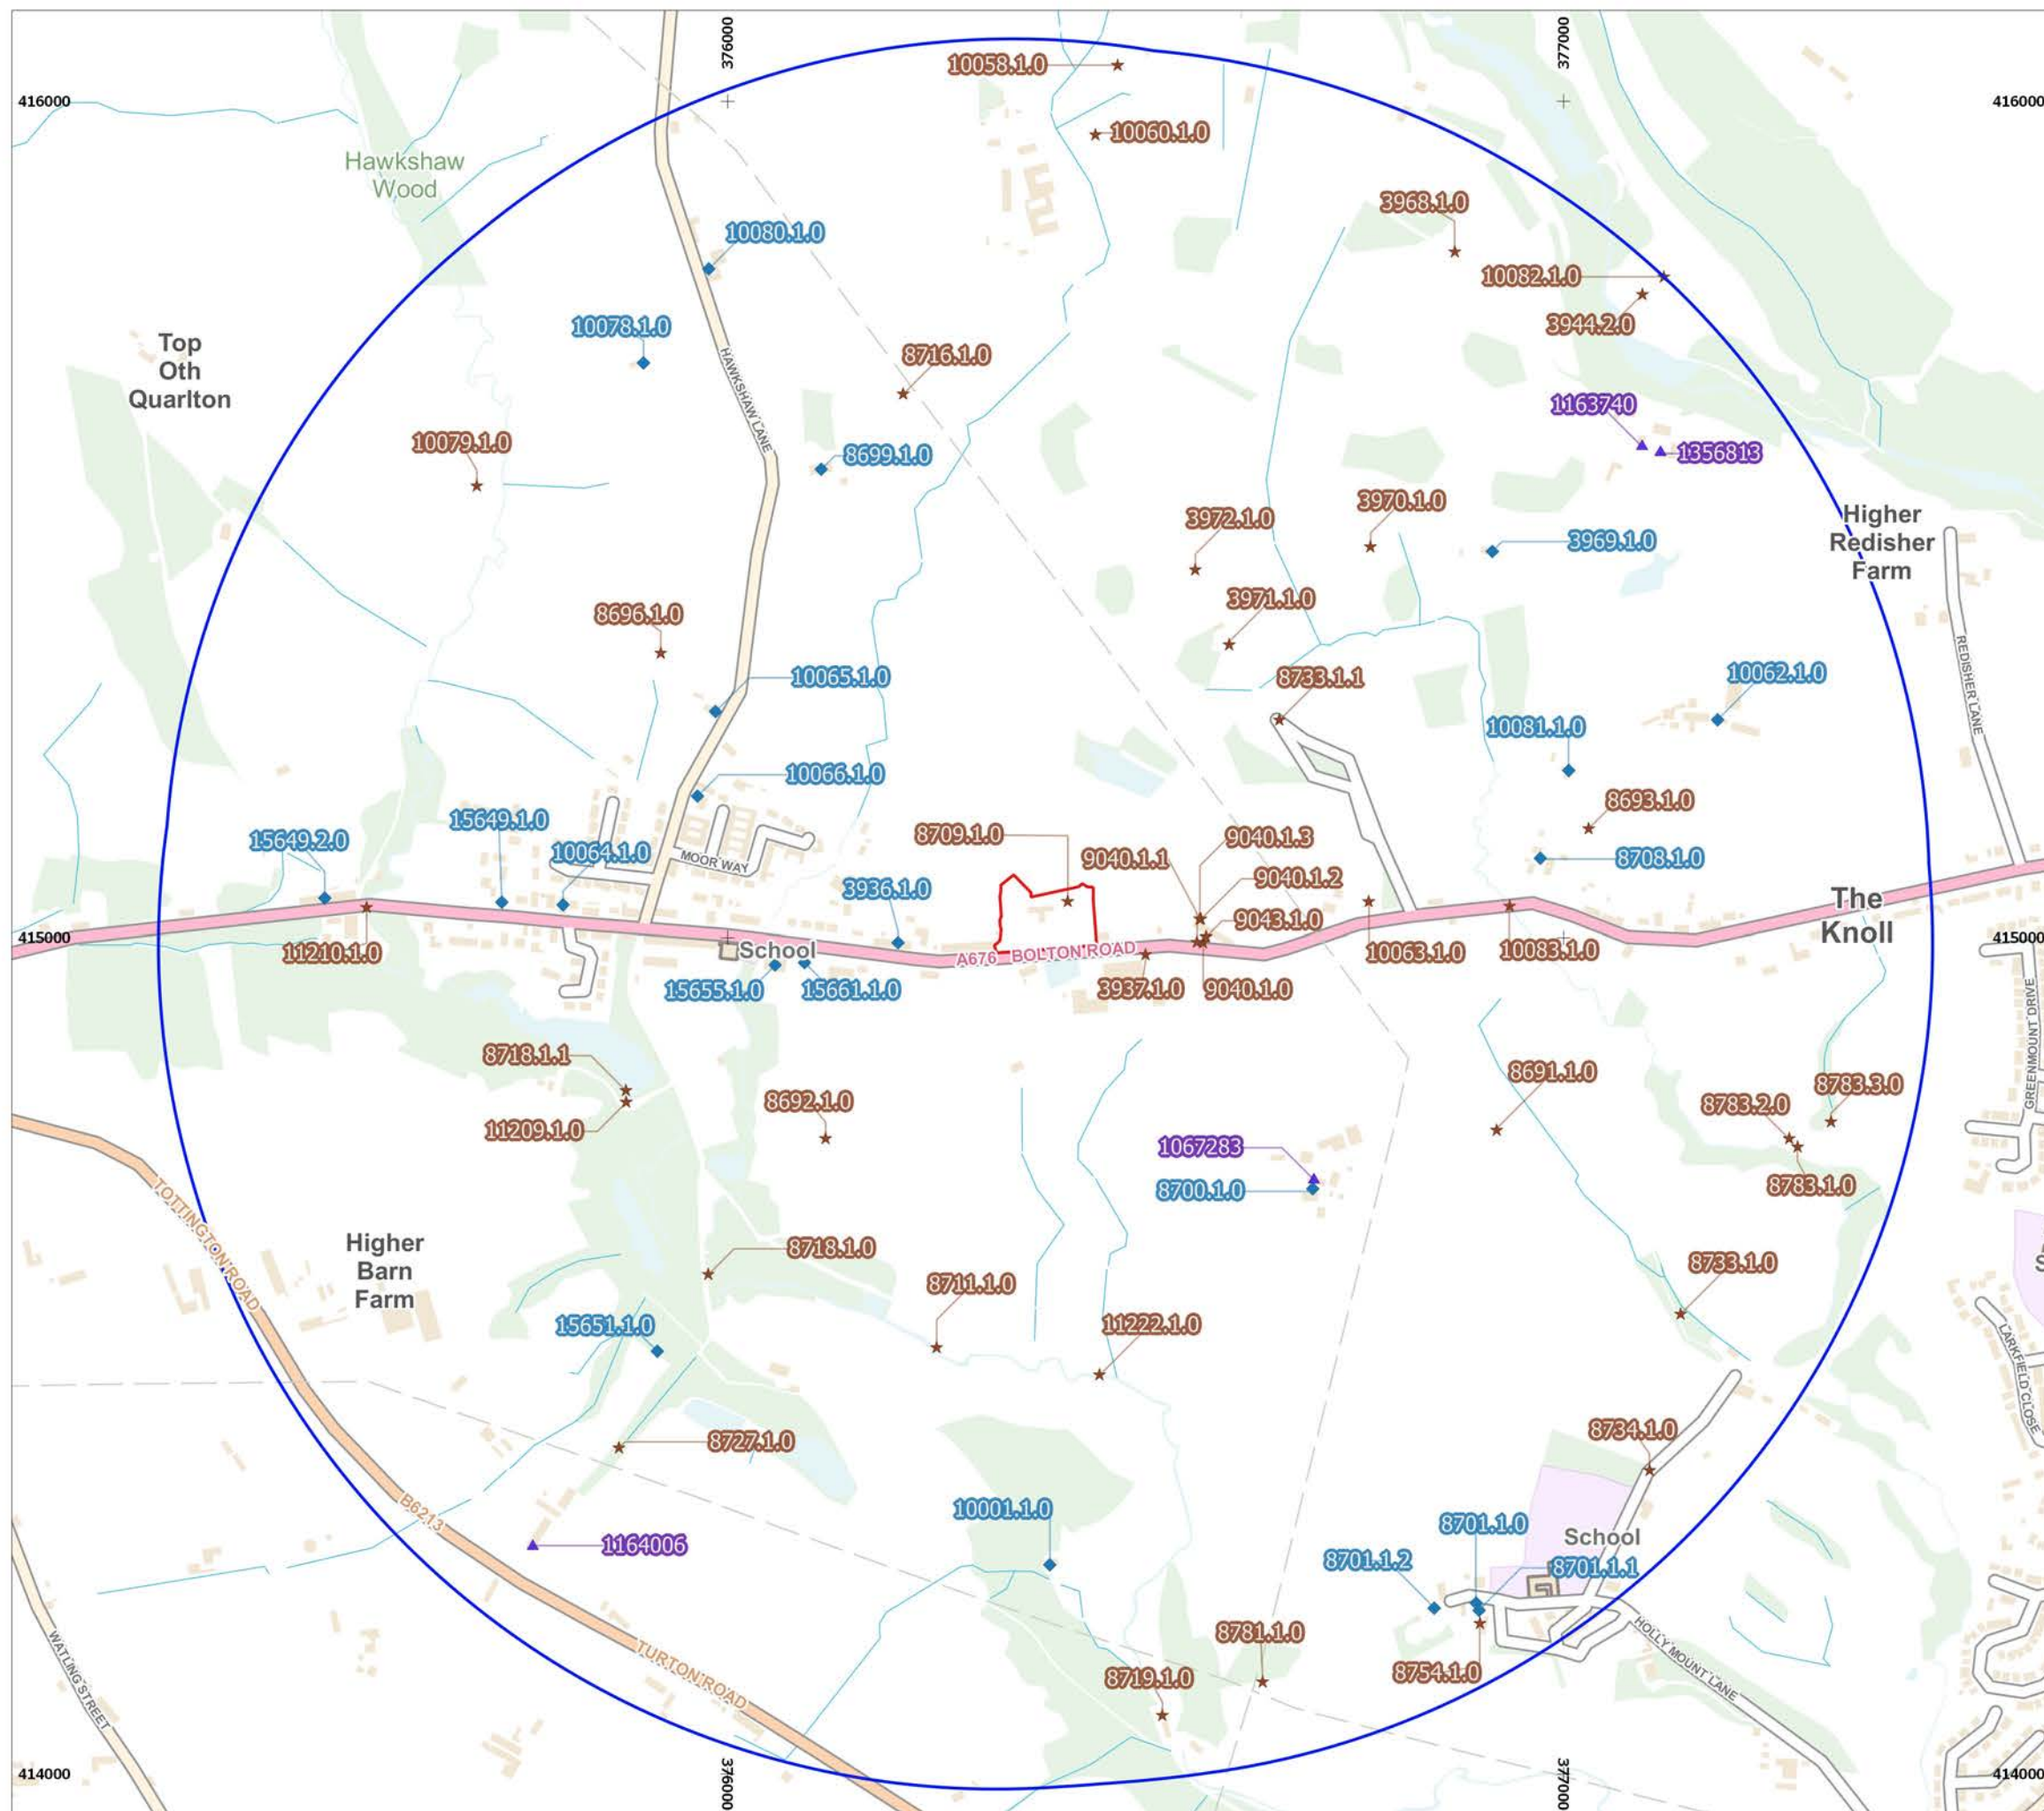 376000
377000
10058.1.0
416000
416000
10060.1.0
Hawkshaw
Wood
3968.1.0
10080.1.0
10082.1.0
10078.1.0
3944.2.0
Top
Oth
Quarlton
8716.1.0
HAWKSHAW LANE
1163740
10079.1.0
8699.1.0
1356813
3970.1.0
3972.1.0
Higher
Redisher
Farm
3969.1.0
3971.1.0
8696.1.0
REDISHER LANE
10065.1.0
8733.1.1
10062.1.0
10081.1.0
10066.1.0
8693.1.0
15649.1.0
15649.2.0
8709.1.0
9040.1.3
10064.1.0
MOOR WAY
9040.1.1
8708.1.0
9040.1.2
3936.1.0
The
Knoll
9043.1.0
415000
415000
11210.1.0
School
A676 BOLTON ROAD
10063.1.0
10083.1.0
15655.1.0
15661.1.0
3937.1.0
9040.1.0
GREENMOUNT DRIVE
8718.1.1
8691.1.0
8783.3.0
8692.1.0
8783.2.0
11209.1.0
1067283
8783.1.0
8700.1.0
TOTTINGTON ROAD
Higher
Barn
Farm
8718.1.0
S
8733.1.0
8711.1.0
15651.1.0
11222.1.0
LARKFIELD CLOSE
8734.1.0
8727.1.0
B6213
10001.1.0
8701.1.0
School
1164006
8701.1.2
8701.1.1
8781.1.0
HOLLY MOUNT LANE
WATLING STREET
TURTON ROAD
8719.1.0
8754.1.0
414000
376000
377000
414000